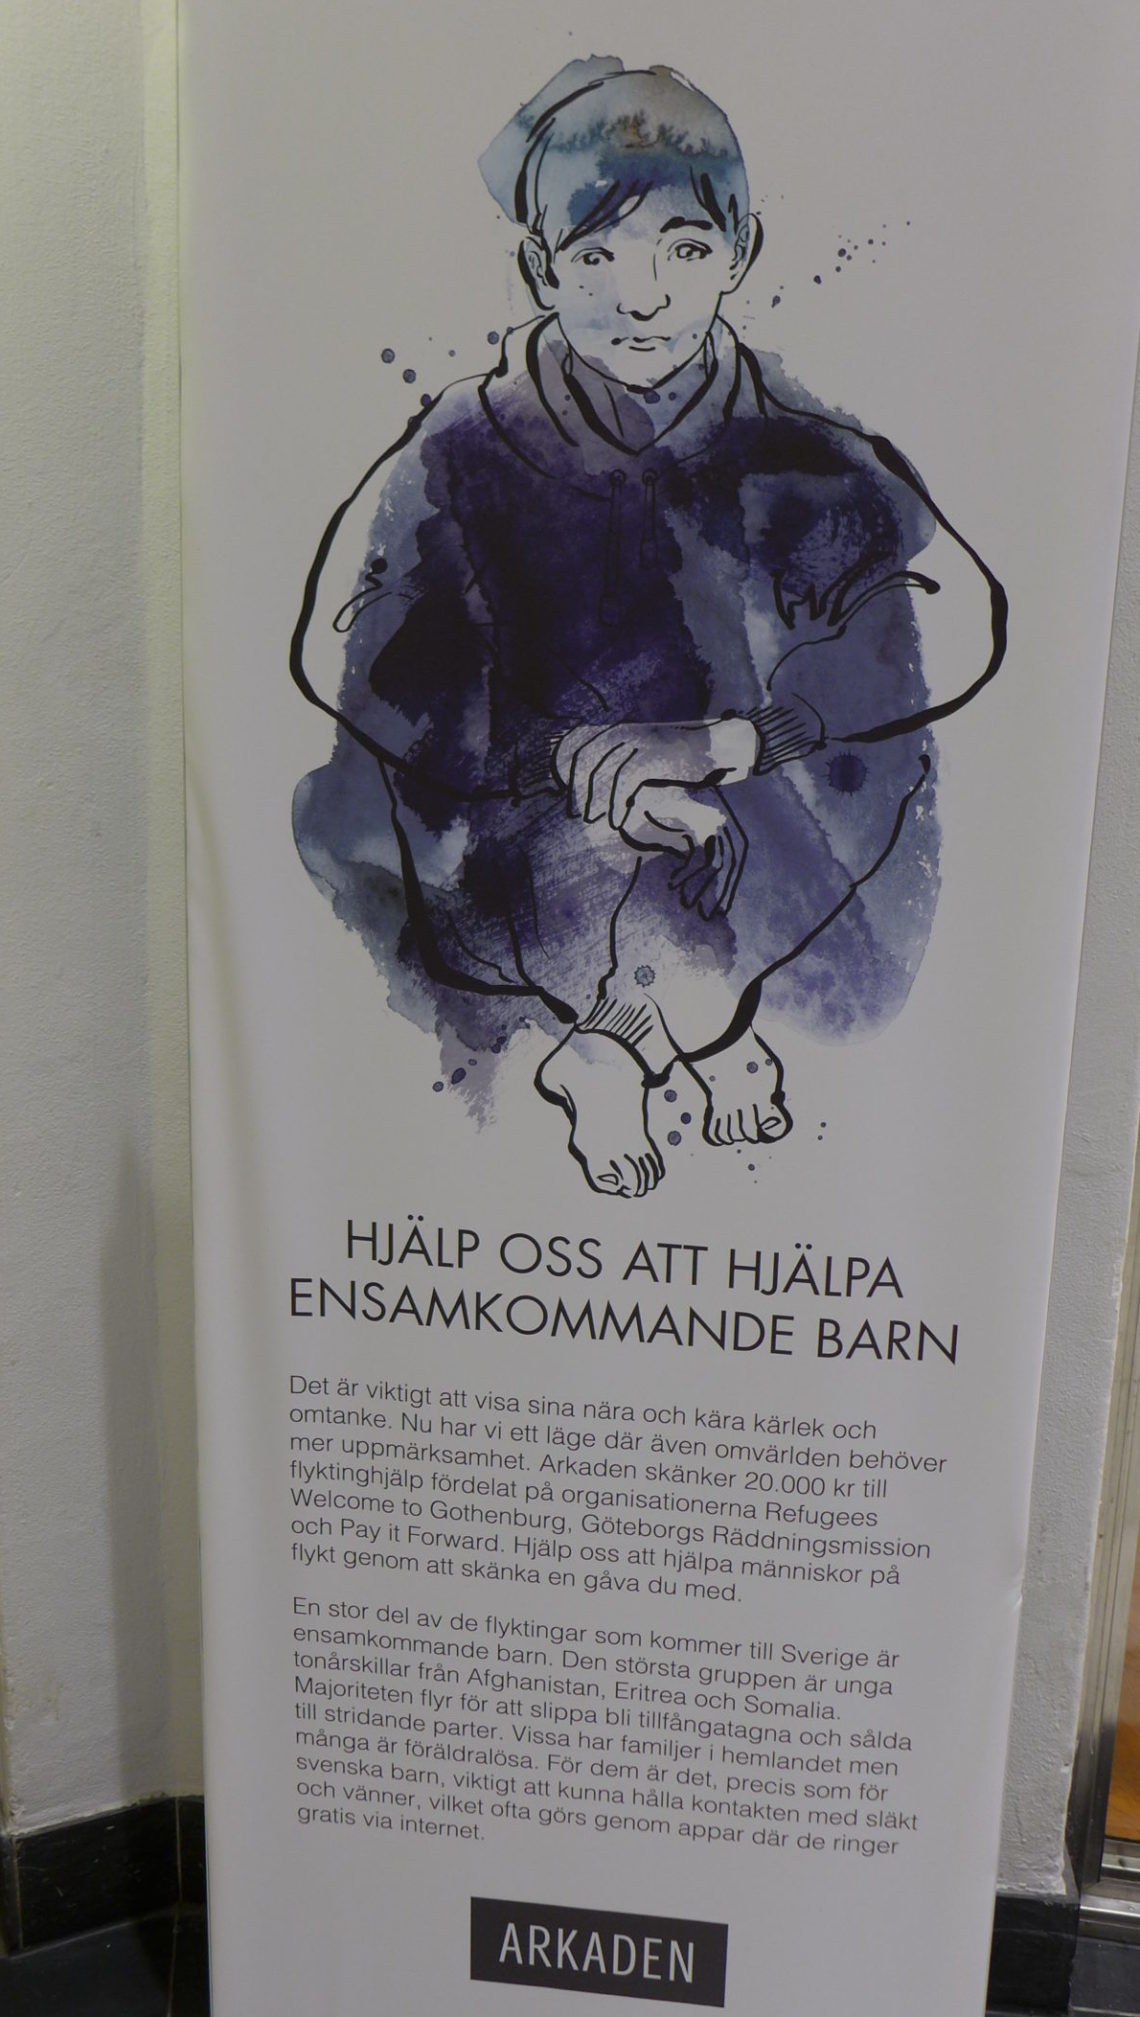 HJÄLP OSS ATT HJÄLPA
ENSAMKOMMANDE BARN
Det är viktigt att visa sina nära och kära kärlek och
omtanke. Nu har vi ett läge där även omvärlden behöver
mer uppmärksamhet. Arkaden skänker 20.000 kr till
flyktinghjälp fördelat på organisationerna Refugees
Welcome to Gothenburg, Göteborgs Räddningsmission
och Pay it Forward. Hjälp oss att hjälpa människor på
flykt genom att skänka en gåva du med.
En stor del av de flyktingar som kommer till Sverige är
ensamkommande barn. Den största gruppen är unga
tonårskillar från Afghanistan, Eritrea och Somalia.
Majoriteten flyr för att slippa bli tillfångatagna och sålda
till stridande parter. Vissa har familjer i hemlandet men
många är föräldralösa. För dem är det, precis som för
svenska barn, viktigt att kunna hålla kontakten med släkt
och vänner, vilket ofta görs genom appar där de ringer
gratis via internet.
ARKADEN